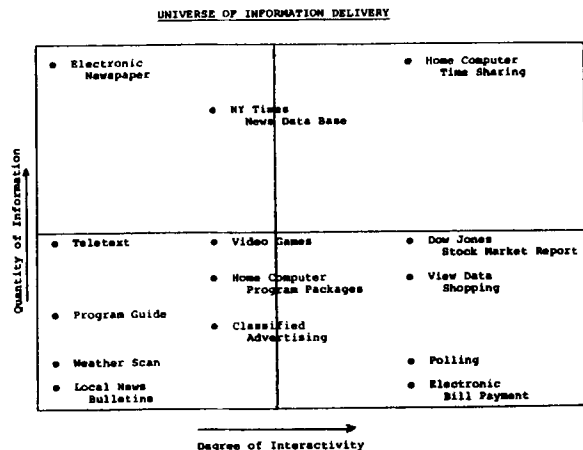 UNIVERSE OF INFORMATION DELIVERY
Electronic
Newspaper
Home Computer
Time Sharing
NY Times
News Data Base
Quantity of Information
Teletext
Video Games
Dow Jones
Stock Market Report
Home Computer
Program Packages
View Data
Shopping
Program Guide
Classified
Advertising
Weather Scan
Polling
Local News
Bulletins
Electronic
Bill Payment
Degree of Interactivity